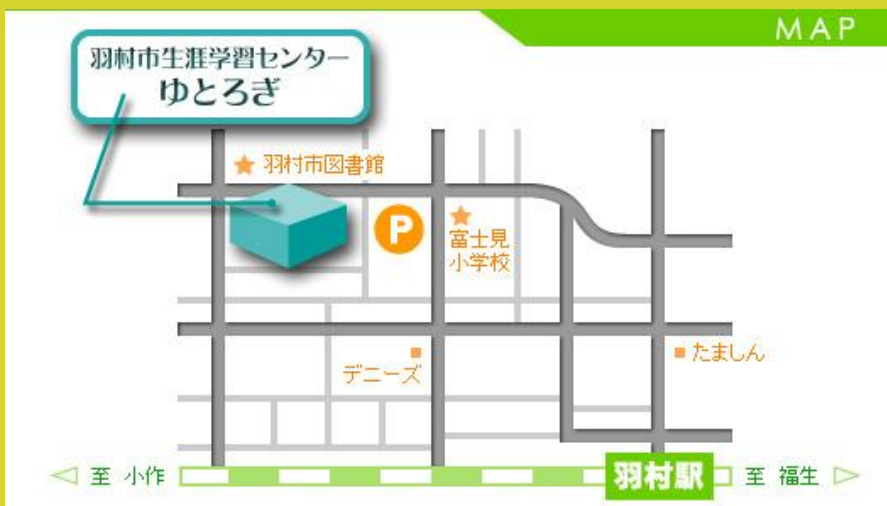 MAP
羽村市生涯学習センター
ゆとろぎ
羽村市図書館
P
富士見
小学校
デニーズ
たましん
至 小作
羽村駅
至 福生